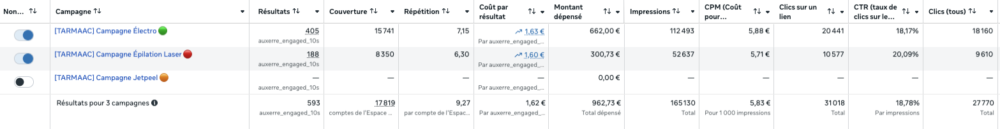 Non... Campagne Résultats Couverture Répétition Coût par résultat Montant dépensé Impressions CPM (Coût pour... Clics sur un lien CTR (taux de clics sur le... Clics (tous)
[TARMAAC] Campagne Électro 405 15 741 7,15 1,63 € 662,00 € 112 493 5,88 € 20 441 18,17% 18 160
auxerre_engaged_10s Par auxerre_engaged_...
[TARMAAC] Campagne Épilation Laser 188 8 350 6,30 1,60 € 300,73 € 52 637 5,71 € 10 577 20,09% 9 610
auxerre_engaged_10s Par auxerre_engaged_...
[TARMAAC] Campagne Jetpeel — — — — 0,00 € — — — — —
auxerre_engaged_10s Par auxerre_engaged_...
Résultats pour 3 campagnes 593 17 819 9,27 1,62 € 962,73 € 165 130 5,83 € 31 018 18,78% 27 770
auxerre_engaged_10s comptes de l'Espace ... par compte de l'Espac... Par auxerre_engaged_... Total dépensé Total Pour 1 000 impressions Total Par impressions Total